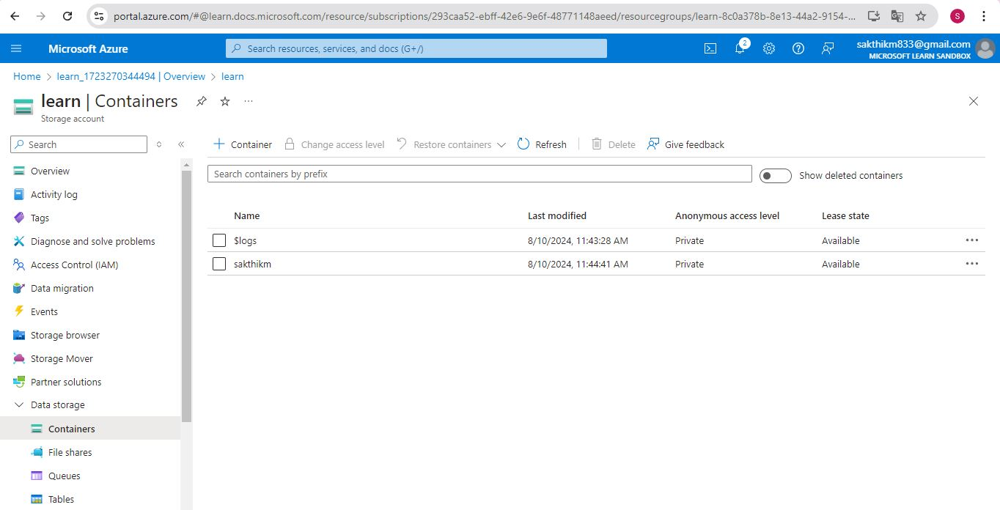 portal.azure.com/#@learn.docs.microsoft.com/resource/subscriptions/293caa52-ebff-42e6-9e6f-48771148aeed/resourcegroups/learn-8c0a378b-8e13-44a2-9154-...
S
Microsoft Azure
Search resources, services, and docs (G+/)
2
sakthikm833@gmail.com
MICROSOFT LEARN SANDBOX
Home > learn_1723270344494 | Overview > learn
learn | Containers
Storage account
Search
Container Change access level Restore containers Refresh Delete Give feedback
Search containers by prefix
Show deleted containers
Overview
Activity log
Tags
Diagnose and solve problems
Access Control (IAM)
Data migration
Events
Storage browser
Storage Mover
Partner solutions
Data storage
Containers
File shares
Queues
Tables
Name Last modified Anonymous access level Lease state
$logs 8/10/2024, 11:43:28 AM Private Available
sakthikm 8/10/2024, 11:44:41 AM Private Available